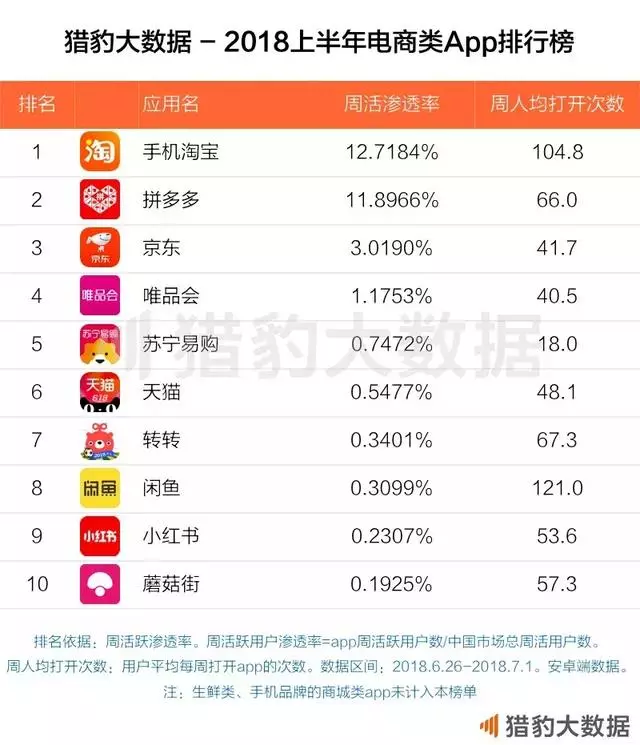 猎豹大数据 – 2018上半年电商类App排行榜
排名 应用名 周活渗透率 周人均打开次数
1 淘 手机淘宝 12.7184% 104.8
2 拼 拼多多 11.8966% 66.0
3 京东 京东 3.0190% 41.7
4 唯品会 唯品会 1.1753% 40.5
猎豹大数据
5 苏宁易购 苏宁易购 0.7472% 18.0
6 天猫 618 天猫 0.5477% 48.1
7 转转 0.3401% 67.3
8 闲鱼 闲鱼 0.3099% 121.0
9 小红书 小红书 0.2307% 53.6
10 蘑菇街 0.1925% 57.3
排名依据：周活跃渗透率。周活跃用户渗透率=app周活跃用户数/中国市场总周活用户数。
周人均打开次数：用户平均每周打开app的次数。数据区间：2018.6.26-2018.7.1。安卓端数据。
注：生鲜类、手机品牌的商城类app未计入本榜单
猎豹大数据